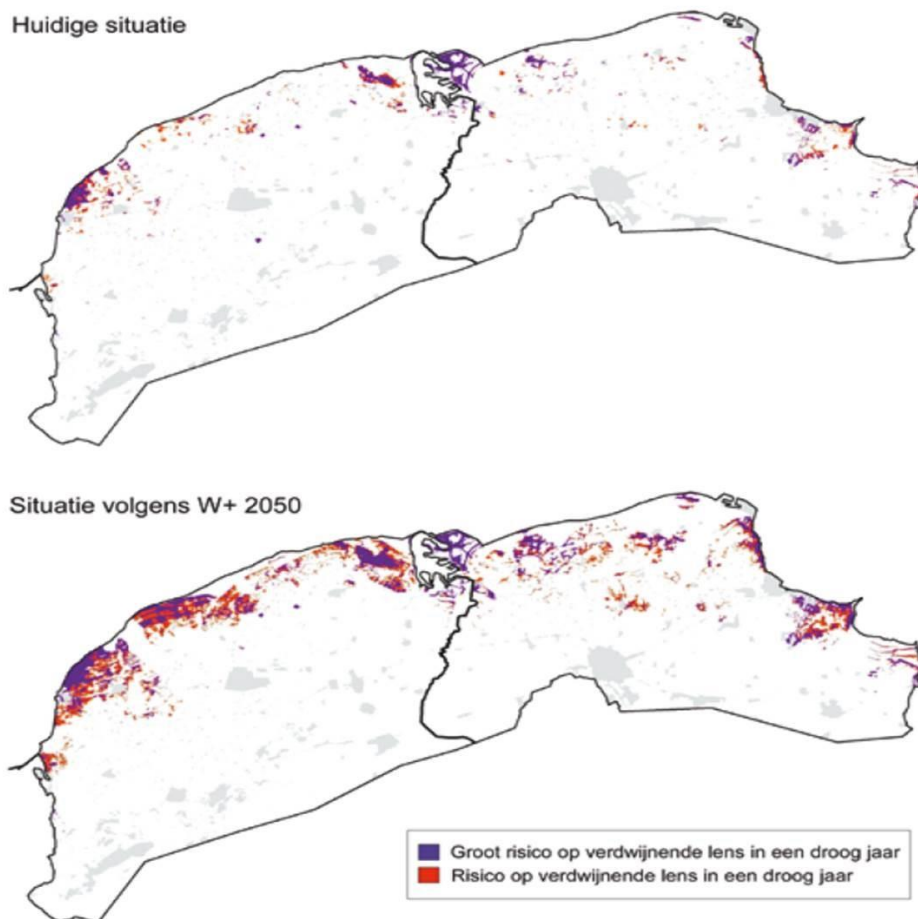 Huidige situatie
Situatie volgens W+ 2050
Groot risico op verdwijnende lens in een droog jaar
Risico op verdwijnende lens in een droog jaar